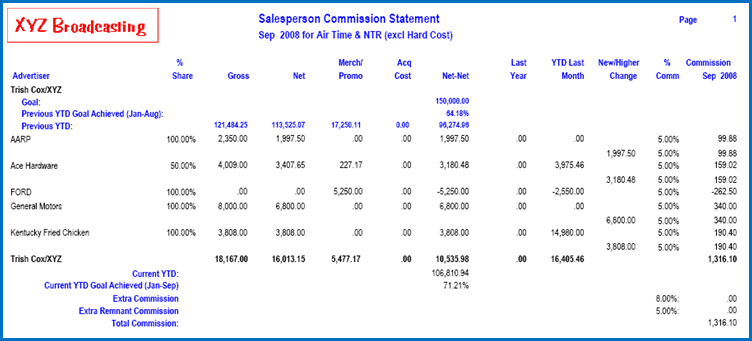 XYZ Broadcasting
Salesperson Commission Statement Page 1
Sep 2008 for Air Time & NTR (excl Hard Cost)
% Merch/ Acq Last YTD Last New/Higher % Commission
Advertiser Share Gross Net Promo Cost Net-Net Year Month Change Comm Sep 2008
Trish Cox/XYZ
Goal: 150,000.00
Previous YTD Goal Achieved (Jan-Aug): 64.18%
Previous YTD: 121,484.25 113,525.07 17,250.11 0.00 96,274.96
AARP 100.00% 2,350.00 1,997.50 .00 .00 1,997.50 .00 .00 5.00% 99.88
1,997.50 5.00% 99.88
Ace Hardware 50.00% 4,009.00 3,407.65 227.17 .00 3,180.48 .00 3,975.46 5.00% 159.02
3,180.48 5.00% 159.02
FORD 100.00% .00 .00 5,250.00 .00 -5,250.00 .00 -2,550.00 5.00% -262.50
General Motors 100.00% 8,000.00 6,800.00 .00 .00 6,800.00 .00 .00 5.00% 340.00
6,800.00 5.00% 340.00
Kentucky Fried Chicken 100.00% 3,808.00 3,808.00 .00 .00 3,808.00 .00 14,980.00 5.00% 190.40
3,808.00 5.00% 190.40
Trish Cox/XYZ 18,167.00 16,013.15 5,477.17 .00 10,535.98 .00 16,405.46 1,316.10
Current YTD: 106,810.94
Current YTD Goal Achieved (Jan-Sep) 71.21%
Extra Commission 8.00%: .00
Extra Remnant Commission 5.00%: .00
Total Commission: 1,316.10